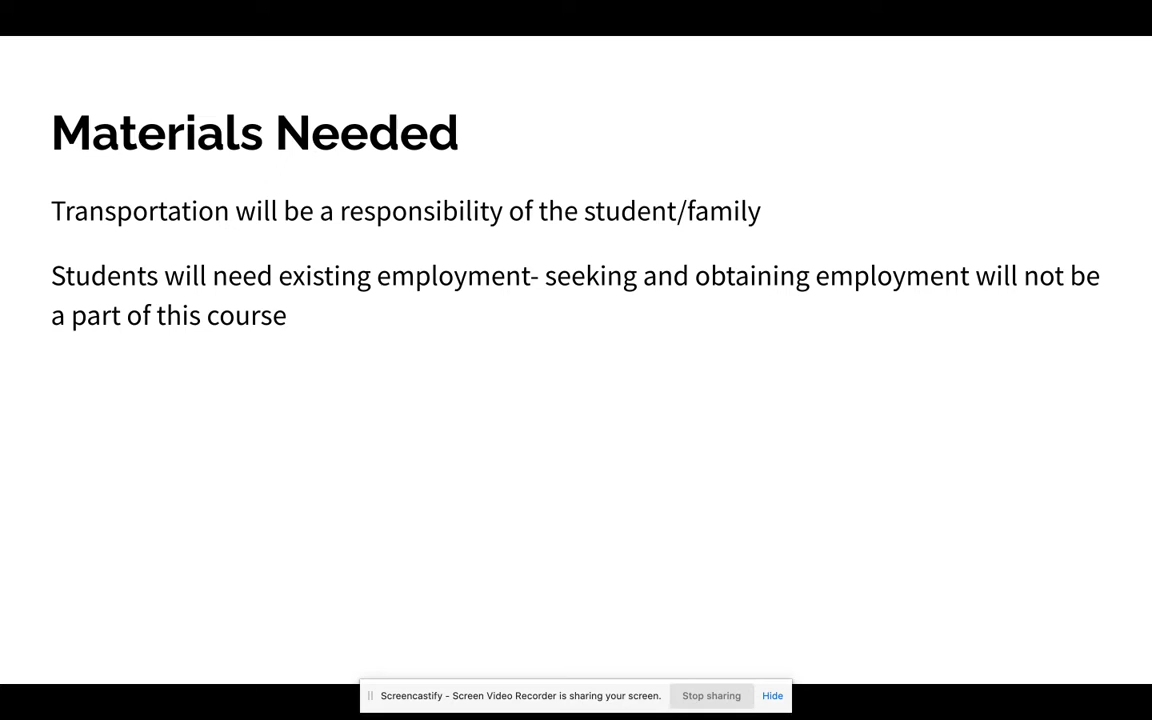 Materials Needed
Transportation will be a responsibility of the student/family
Students will need existing employment- seeking and obtaining employment will not be
a part of this course
Screencastify - Screen Video Recorder is sharing your screen. Stop sharing Hide